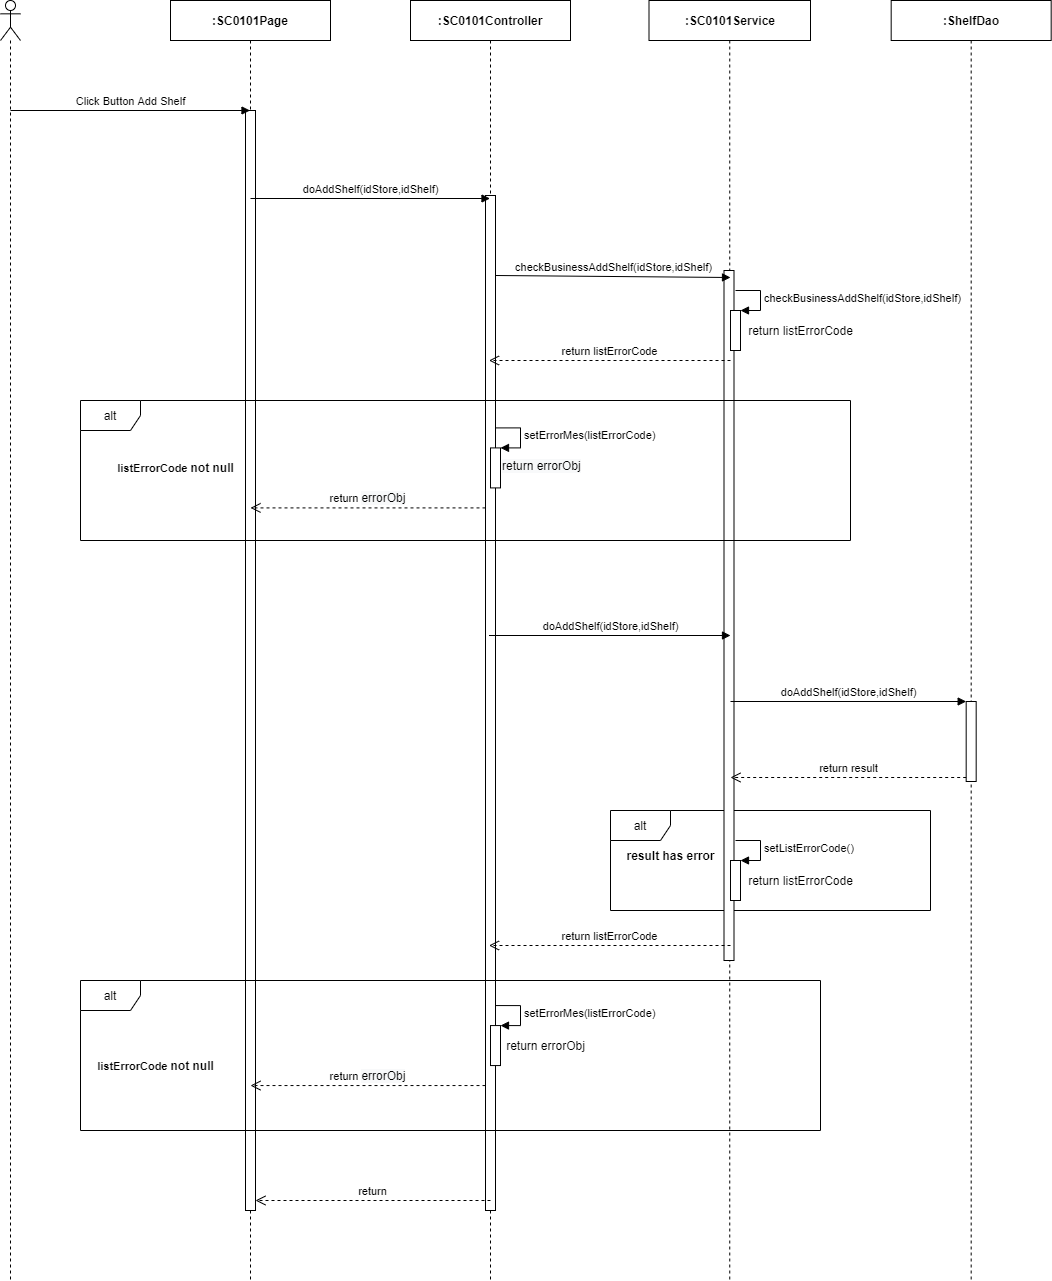 :SC0101Page
:SC0101Controller
:SC0101Service
:ShelfDao
Click Button Add Shelf
doAddShelf(idStore,idShelf)
checkBusinessAddShelf(idStore,idShelf)
checkBusinessAddShelf(idStore,idShelf)
return listErrorCode
return listErrorCode
alt
setErrorMes(listErrorCode)
listErrorCode not null
return errorObj
return errorObj
doAddShelf(idStore,idShelf)
doAddShelf(idStore,idShelf)
return result
alt
setListErrorCode()
result has error
return listErrorCode
return listErrorCode
alt
setErrorMes(listErrorCode)
return errorObj
listErrorCode not null
return errorObj
return